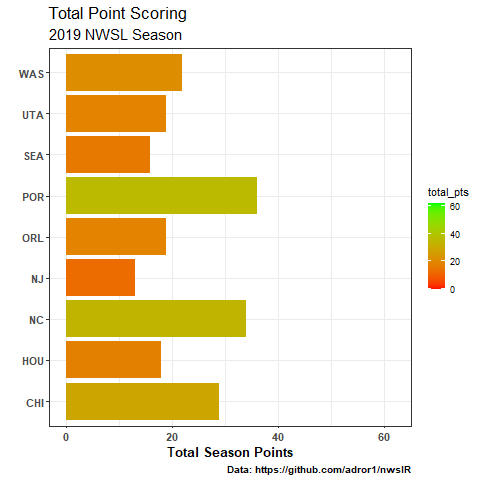 Total Point Scoring
2019 NWSL Season
WAS
UTA
SEA
POR
ORL
NJ
NC
HOU
CHI
0 20 40 60
Total Season Points
Data: https://github.com/adror1/nwslR
total_pts
60
40
20
0